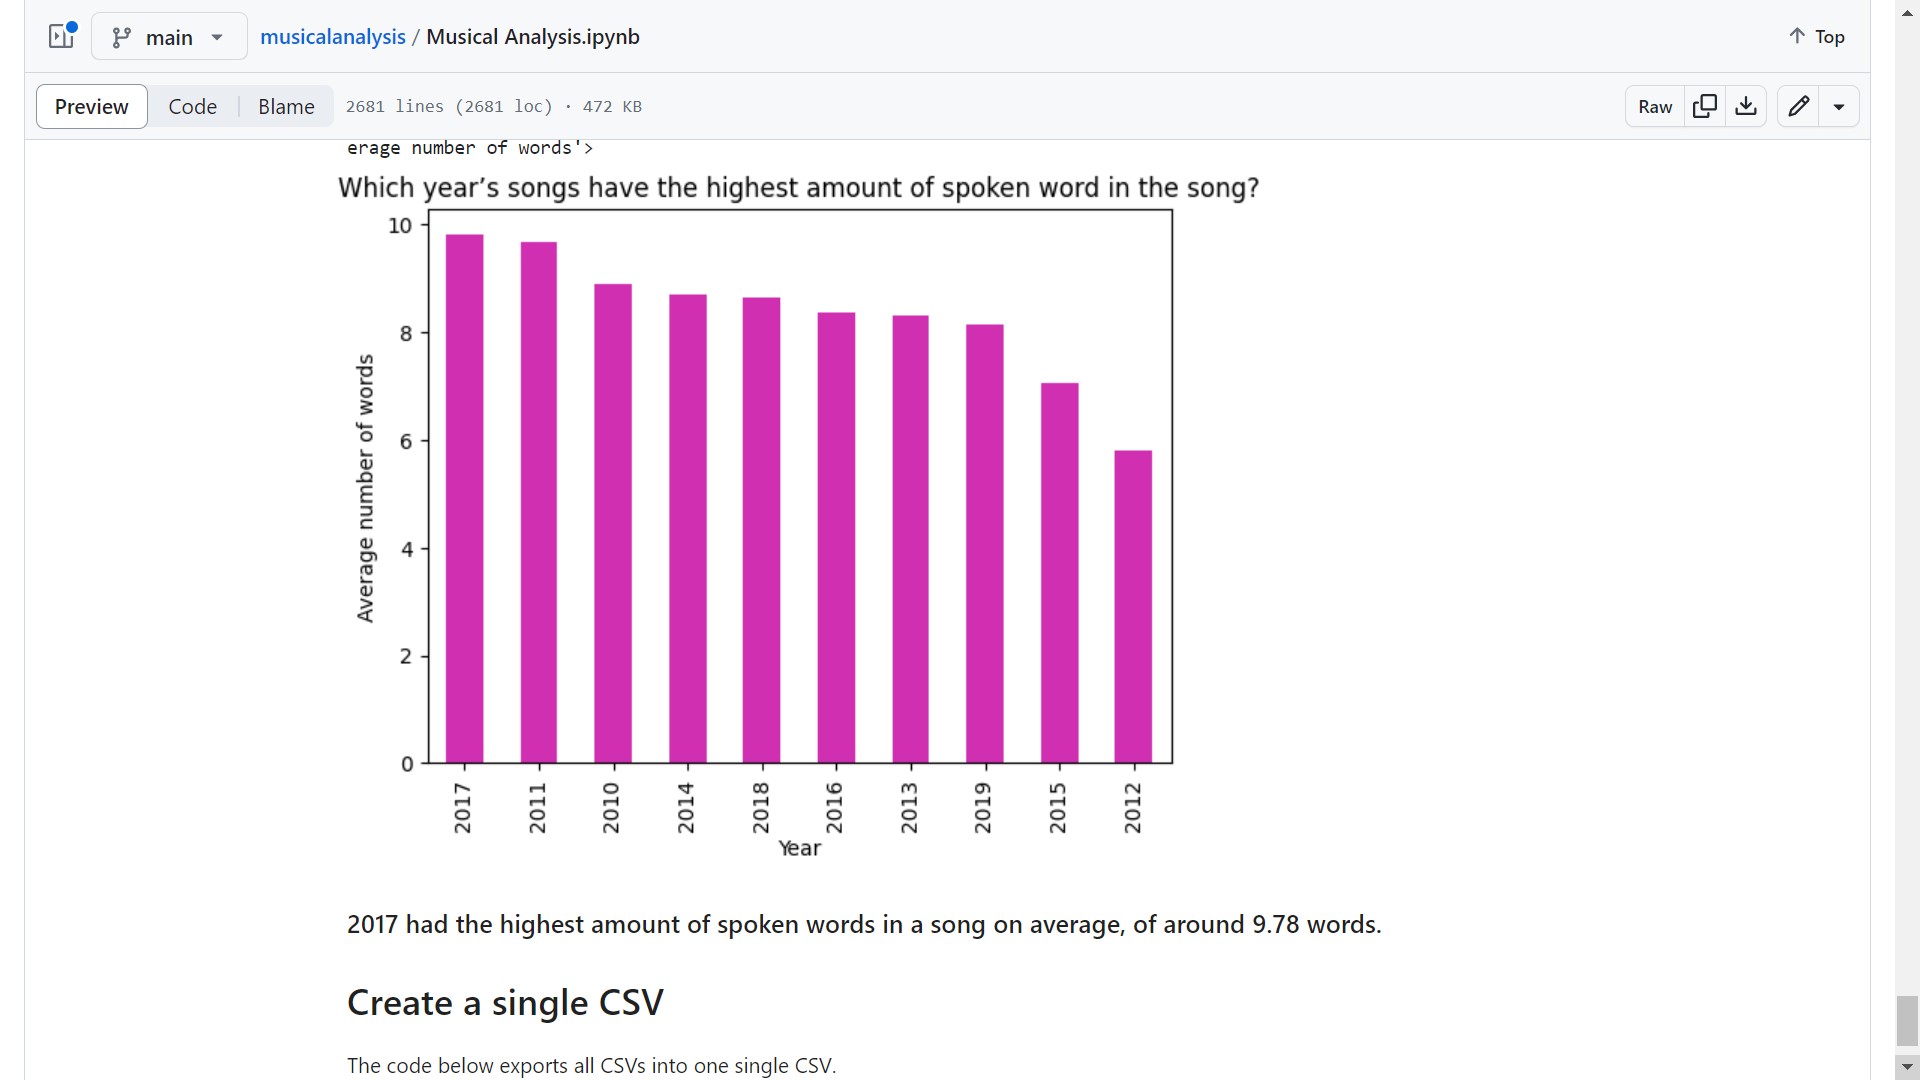 main
musicalanalysis / Musical Analysis.ipynb
Top
Preview Code Blame 2681 lines (2681 loc) · 472 KB
Raw
erage number of words'>
Which year’s songs have the highest amount of spoken word in the song?
10
8
6
4
2
0
Average number of words
2017 2011 2010 2014 2018 2016 2013 2019 2015 2012
Year
2017 had the highest amount of spoken words in a song on average, of around 9.78 words.
Create a single CSV
The code below exports all CSVs into one single CSV.